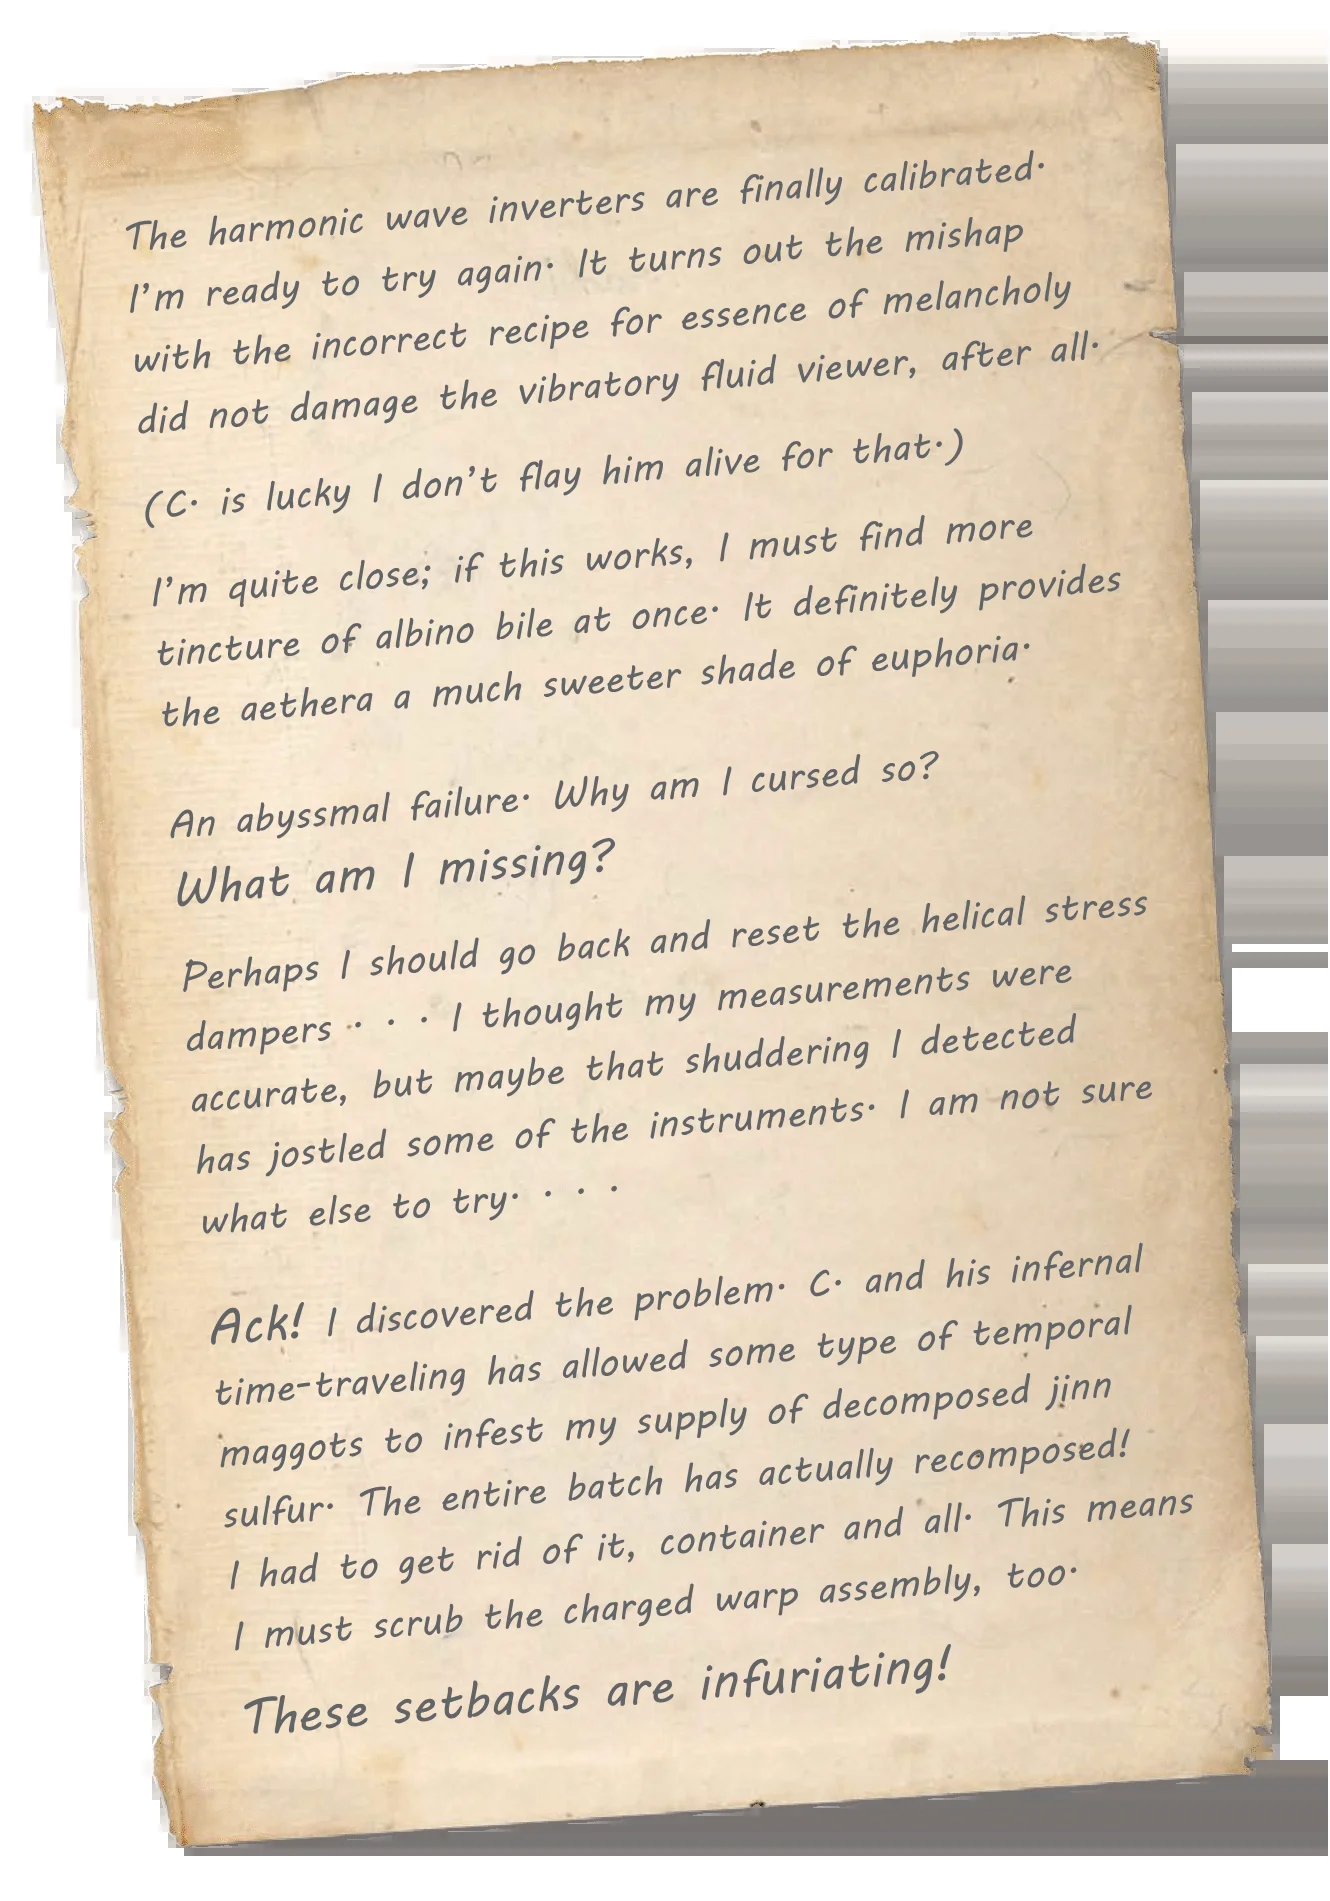 The harmonic wave inverters are finally calibrated.
I'm ready to try again. It turns out the mishap
with the incorrect recipe for essence of melancholy
did not damage the vibratory fluid viewer, after all.
(C. is lucky I don't flay him alive for that.)
I'm quite close; if this works, I must find more
tincture of albino bile at once. It definitely provides
the aethera a much sweeter shade of euphoria.
An abyssmal failure. Why am I cursed so?
What am I missing?
Perhaps I should go back and reset the helical stress
dampers . . . I thought my measurements were
accurate, but maybe that shuddering I detected
has jostled some of the instruments. I am not sure
what else to try. . . .
Ack! I discovered the problem. C. and his infernal
time-traveling has allowed some type of temporal
maggots to infest my supply of decomposed jinn
sulfur. The entire batch has actually recomposed!
I had to get rid of it, container and all. This means
I must scrub the charged warp assembly, too.
These setbacks are infuriating!